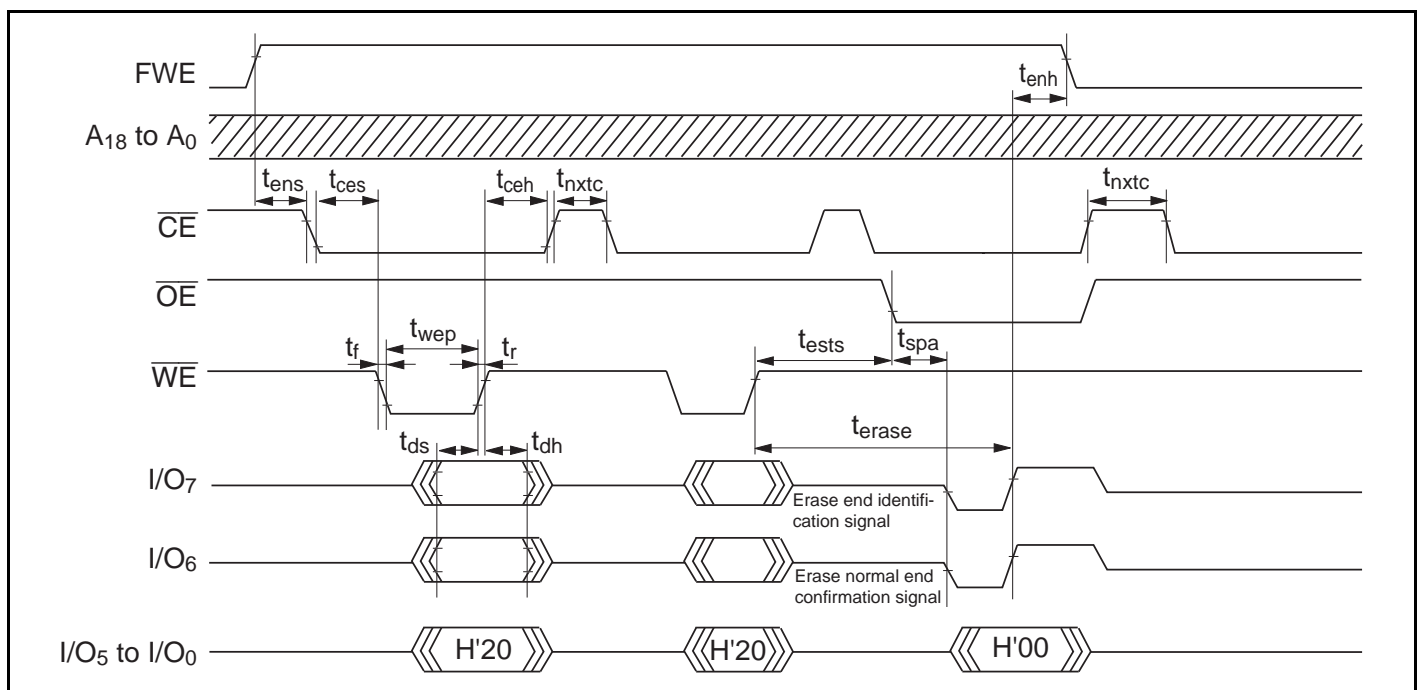 FWE
tenh
A18 to A0
tens tces tceh tnxtc tnxtc
CE
OE
twep tests tspa
tf tr
WE
terase
tds tdh
I/O7
Erase end identifi-
cation signal
I/O6
Erase normal end
confirmation signal
I/O5 to I/O0 H'20 H'20 H'00